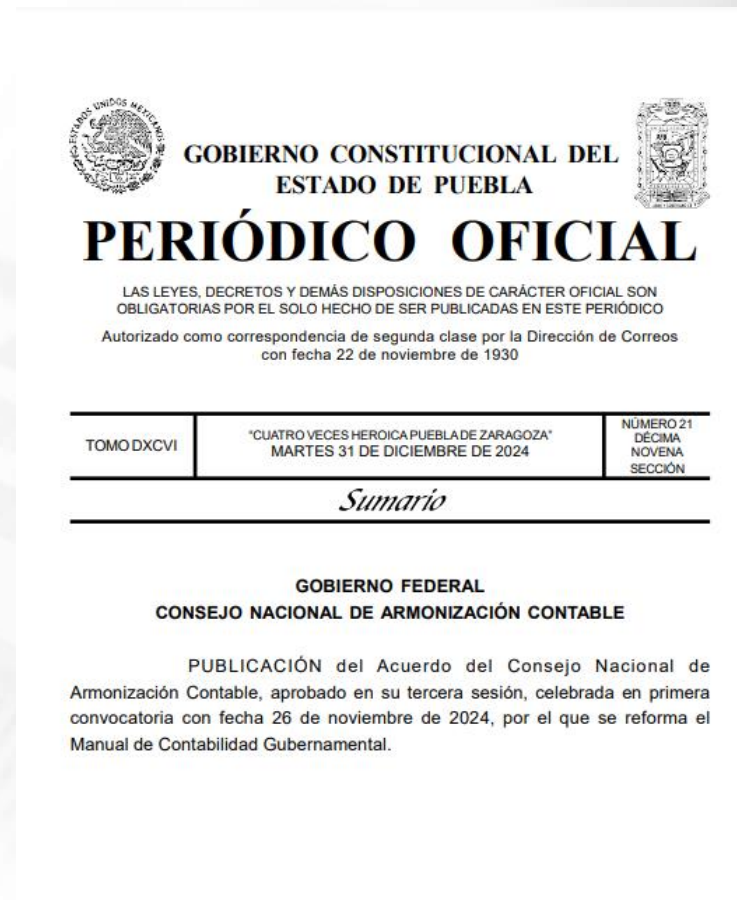 ESTADOS UNIDOS MEXICANOS
GOBIERNO CONSTITUCIONAL DEL
ESTADO DE PUEBLA
PERIÓDICO OFICIAL
LAS LEYES, DECRETOS Y DEMÁS DISPOSICIONES DE CARÁCTER OFICIAL SON
OBLIGATORIAS POR EL SOLO HECHO DE SER PUBLICADAS EN ESTE PERIÓDICO
Autorizado como correspondencia de segunda clase por la Dirección de Correos
con fecha 22 de noviembre de 1930
TOMO DXCVI
"CUATRO VECES HEROICA PUEBLA DE ZARAGOZA"
MARTES 31 DE DICIEMBRE DE 2024
NÚMERO 21
DÉCIMA
NOVENA
SECCIÓN
Sumario
GOBIERNO FEDERAL
CONSEJO NACIONAL DE ARMONIZACIÓN CONTABLE
PUBLICACIÓN del Acuerdo del Consejo Nacional de
Armonización Contable, aprobado en su tercera sesión, celebrada en primera
convocatoria con fecha 26 de noviembre de 2024, por el que se reforma el
Manual de Contabilidad Gubernamental.